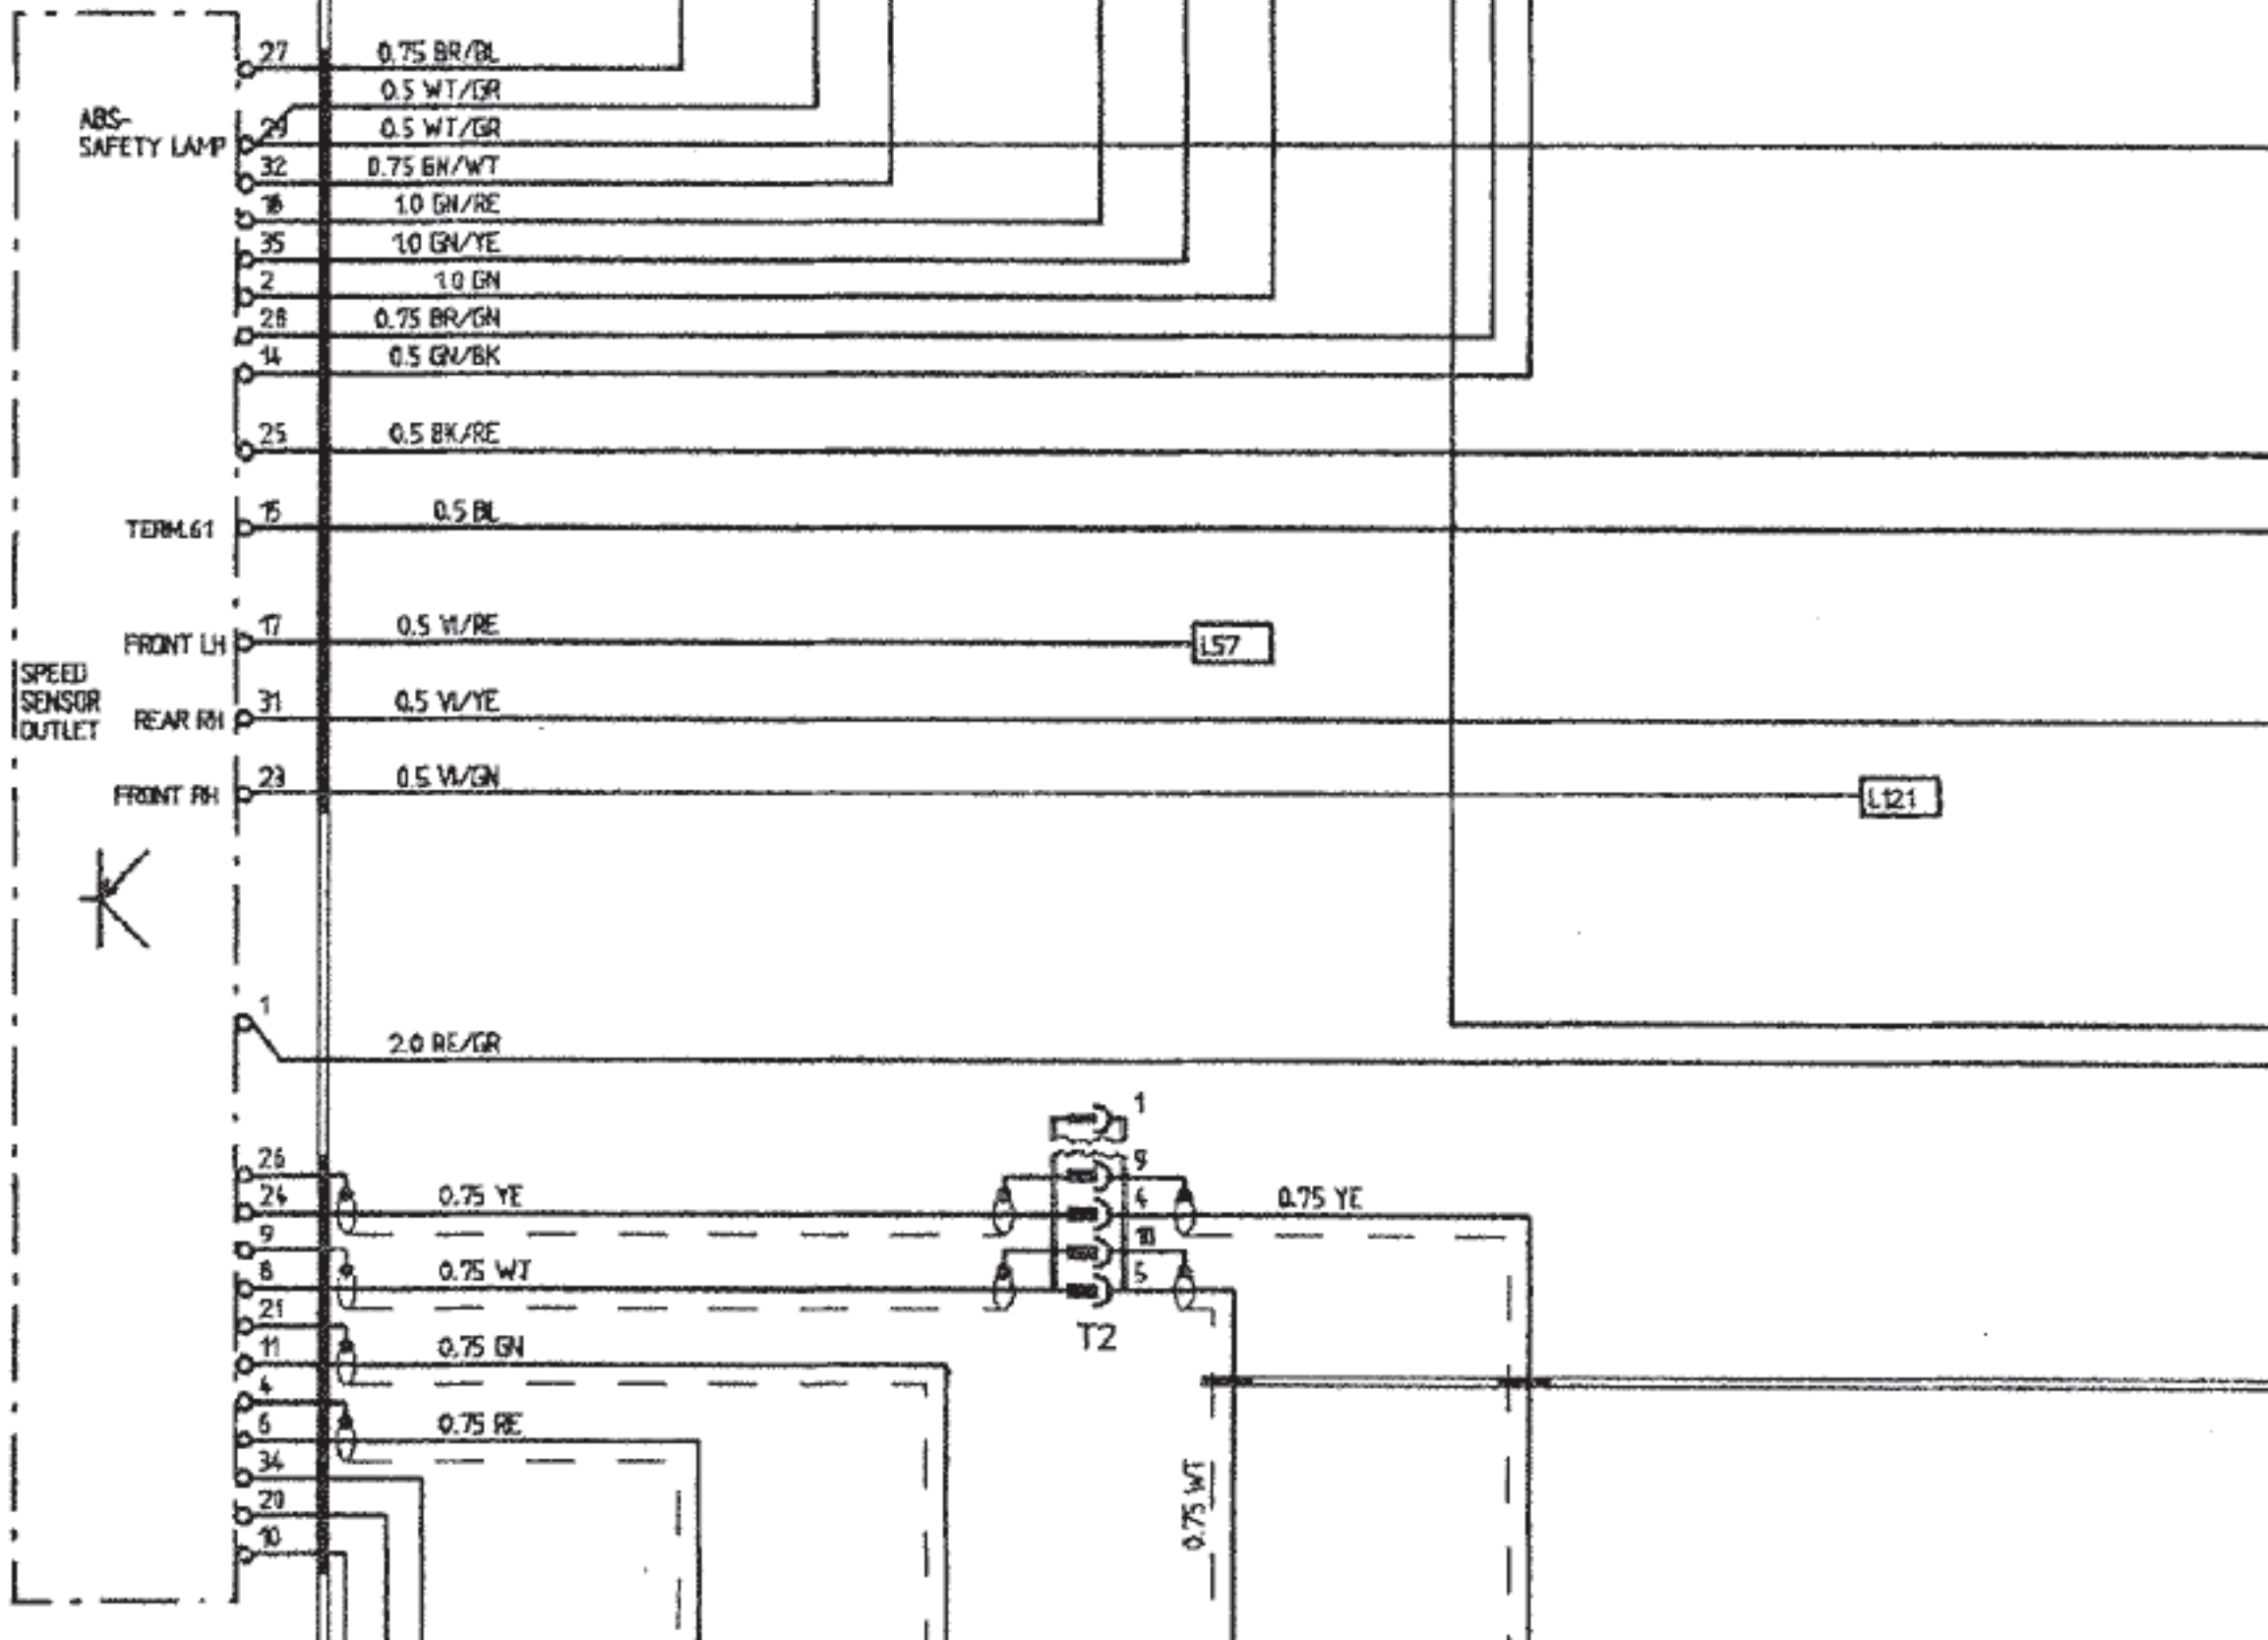 27 0.75 BR/BL
0.5 WT/GR
ABS-
SAFETY LAMP
29 0.5 WT/GR
32 0.75 GN/WT
18 1.0 GN/RE
35 1.0 GN/YE
2 1.0 GN
28 0.75 BR/GN
14 0.5 GN/BK
25 0.5 BK/RE
TERM.61 15 0.5 BL
FRONT LH 17 0.5 VI/RE L57
SPEED
SENSOR
OUTLET
REAR RH 31 0.5 VI/YE
FRONT RH 23 0.5 VI/GN L121
1
2.0 RE/GR
1
26 9
24 0.75 YE 4 0.75 YE
9 10
8 0.75 WT 5
21 T2
11 0.75 GN
4
6 0.75 RE
34
20
10
0.75 WT